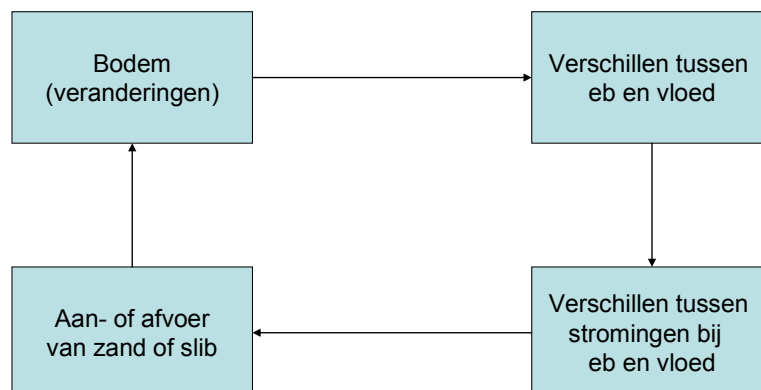 Bodem
(veranderingen)
Verschillen tussen
eb en vloed
Aan- of afvoer
van zand of slib
Verschillen tussen
stromingen bij
eb en vloed